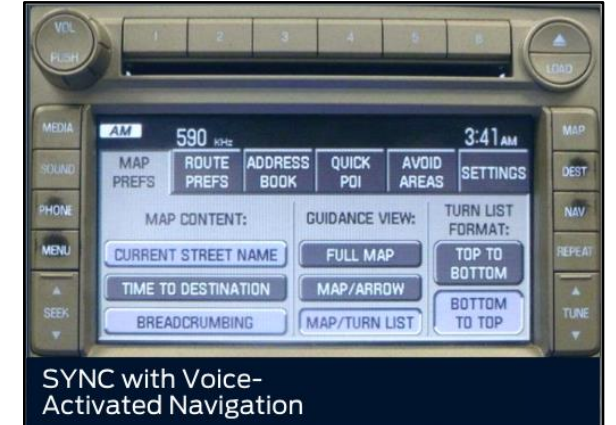 VOL
PUSH
1 2 3 4 5 6
LOAD
MEDIA
SOUND
PHONE
MENU
SEEK
AM 590 KHz 3:41 AM
MAP PREFS
ROUTE PREFS
ADDRESS BOOK
QUICK POI
AVOID AREAS
SETTINGS
MAP CONTENT:
CURRENT STREET NAME
TIME TO DESTINATION
BREADCRUMBING
GUIDANCE VIEW:
FULL MAP
MAP/ARROW
MAP/TURN LIST
TURN LIST
FORMAT:
TOP TO
BOTTOM
BOTTOM
TO TOP
MAP
DEST
NAV
REPEAT
TUNE
SYNC with Voice-
Activated Navigation